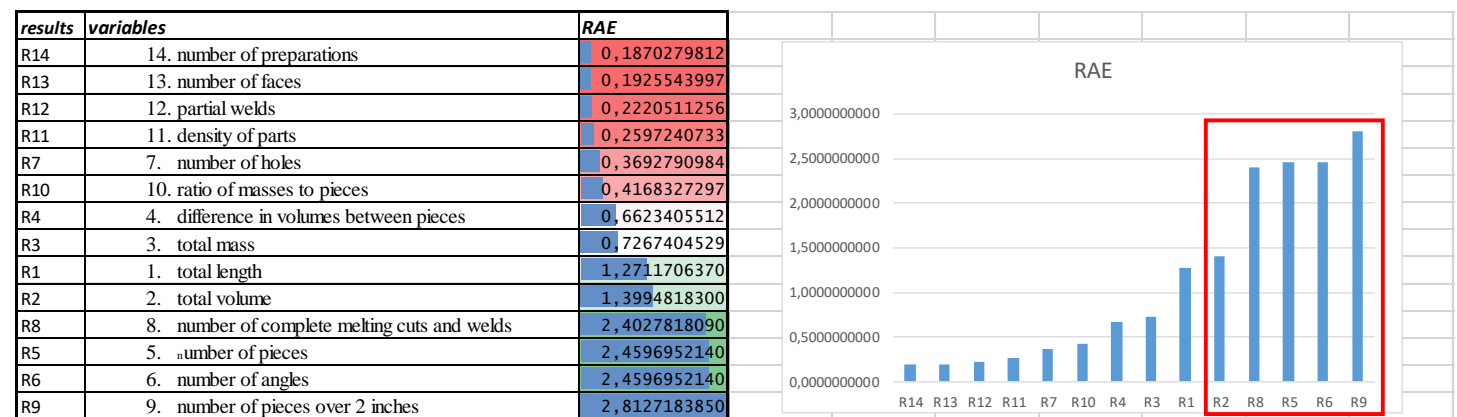 results variables RAE
R14 14. number of preparations 0,1870279812
R13 13. number of faces 0,1925543997
R12 12. partial welds 0,2220511256
R11 11. density of parts 0,2597240733
R7 7. number of holes 0,3692790984
R10 10. ratio of masses to pieces 0,4168327297
R4 4. difference in volumes between pieces 0,6623405512
R3 3. total mass 0,7267404529
R1 1. total length 1,2711706370
R2 2. total volume 1,3994818300
R8 8. number of complete melting cuts and welds 2,4027818090
R5 5. number of pieces 2,4596952140
R6 6. number of angles 2,4596952140
R9 9. number of pieces over 2 inches 2,8127183850
RAE
3,0000000000
2,5000000000
2,0000000000
1,5000000000
1,0000000000
0,5000000000
0,0000000000
R14 R13 R12 R11 R7 R10 R4 R3 R1 R2 R8 R5 R6 R9